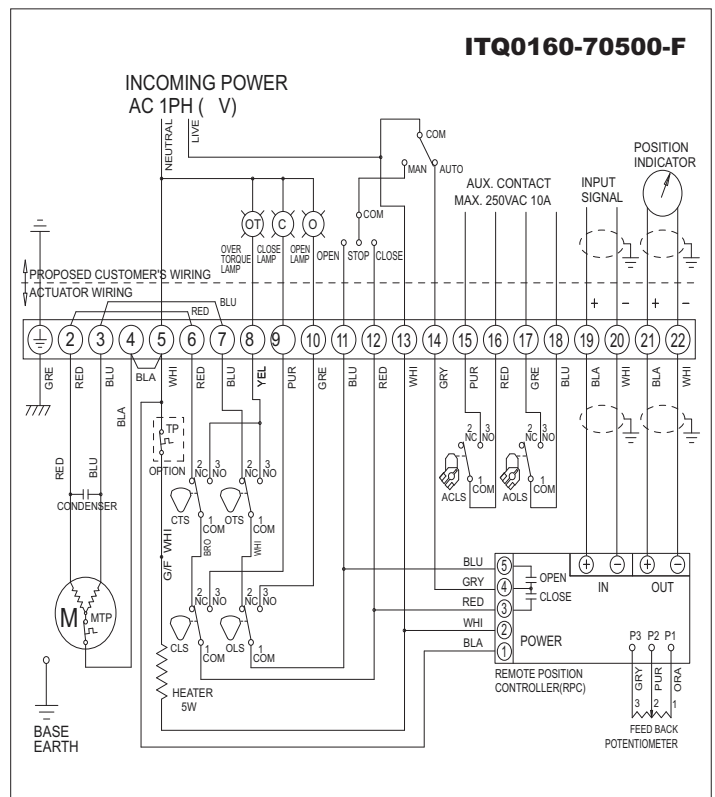 ITQ0160-70500-F
INCOMING POWER
AC 1PH ( V)
NEUTRAL
LIVE
COM
MAN
AUTO
POSITION
INDICATOR
AUX. CONTACT
MAX. 250VAC 10A
INPUT
SIGNAL
OT
C
O
COM
OVER
TORQUE
LAMP
CLOSE
LAMP
OPEN
LAMP
OPEN
STOP
CLOSE
PROPOSED CUSTOMER'S WIRING
ACTUATOR WIRING
BLU
RED
+ − + −
2 3 4 5 6 7 8 9 10 11 12 13 14 15 16 17 18 19 20 21 22
GRE RED BLU BLA WHI RED BLU YEL PUR GRE BLU RED WHI GRY PUR RED GRE BLU BLA WHI BLA WHI
BLA
RED
BLU
CONDENSER
M
MTP
BASE
EARTH
TP
OPTION
G/F WHI
HEATER
5W
2 3
NC NO
1
COM
CTS
BRO
2 3
NC NO
1
COM
OTS
WHI
2 3
NC NO
1
COM
CLS
2 3
NC NO
1
COM
OLS
2 3
NC NO
1
COM
ACLS
2 3
NC NO
1
COM
AOLS
BLU 5
GRY 4
RED 3
WHI 2
BLA 1
OPEN
CLOSE
POWER
+ − + −
IN
OUT
P3 P2 P1
REMOTE POSITION
CONTROLLER(RPC)
GRY PUR ORA
3 2 1
FEED BACK
POTENTIOMETER